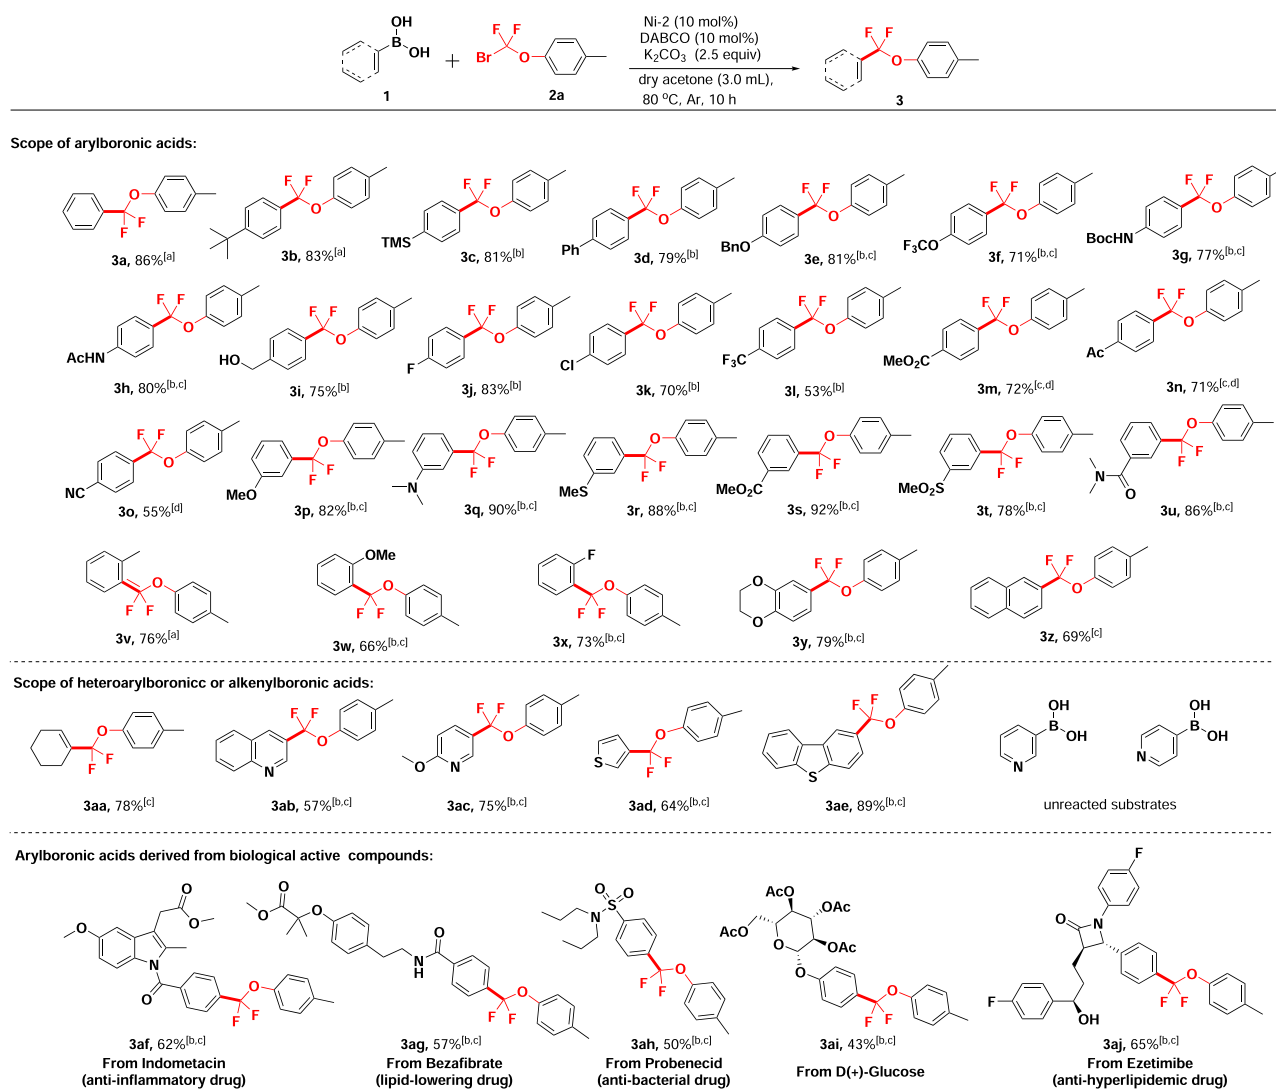 OH
B
OH
1
+
F F
Br
O
2a
Ni-2 (10 mol%)
DABCO (10 mol%)
K2CO3 (2.5 equiv)
dry acetone (3.0 mL),
80 ºC, Ar, 10 h
F F
O
3
Scope of arylboronic acids:
O
F
F
3a, 86%[a]
F F
O
3b, 83%[a]
F F
O
TMS
3c, 81%[b]
F F
O
Ph
3d, 79%[b]
F F
O
BnO
3e, 81%[b,c]
F F
O
F3CO
3f, 71%[b,c]
F F
O
BocHN
3g, 77%[b,c]
F F
O
AcHN
3h, 80%[b,c]
F F
O
HO
3i, 75%[b]
F F
O
F
3j, 83%[b]
F F
O
Cl
3k, 70%[b]
F F
O
F3C
3l, 53%[b]
F F
O
MeO2C
3m, 72%[c,d]
F F
O
Ac
3n, 71%[c,d]
F F
O
NC
3o, 55%[d]
O
F
F
MeO
3p, 82%[b,c]
O
F
F
N
3q, 90%[b,c]
O
F
F
MeS
3r, 88%[b,c]
O
F
F
MeO2C
3s, 92%[b,c]
O
F
F
MeO2S
3t, 78%[b,c]
O
F
F
N
O
3u, 86%[b,c]
O
F F
3v, 76%[a]
OMe
O
F F
3w, 66%[b,c]
F
O
F F
3x, 73%[b,c]
F F
O
O
O
3y, 79%[b,c]
F F
O
3z, 69%[c]
Scope of heteroarylboronicc or alkenylboronic acids:
O
F
F
3aa, 78%[c]
F F
O
N
3ab, 57%[b,c]
F F
O
O
N
3ac, 75%[b,c]
O
S
F
F
3ad, 64%[b,c]
F F
O
S
3ae, 89%[b,c]
OH
B
OH
N
OH
B
OH
N
unreacted substrates
Arylboronic acids derived from biological active compounds:
O
O
O
N
O
O
F
F
3af, 62%[b,c]
From Indometacin
(anti-inflammatory drug)
O
O
O
O
N
H
O
F
F
3ag, 57%[b,c]
From Bezafibrate
(lipid-lowering drug)
O O
S
N
O
F
F
3ah, 50%[b,c]
From Probenecid
(anti-bacterial drug)
AcO
OAc
AcO
O
OAc
O
O
F
F
3ai, 43%[b,c]
From D(+)-Glucose
F
O
N
F
OH
O
F
F
3aj, 65%[b,c]
From Ezetimibe
(anti-hyperlipidemic drug)